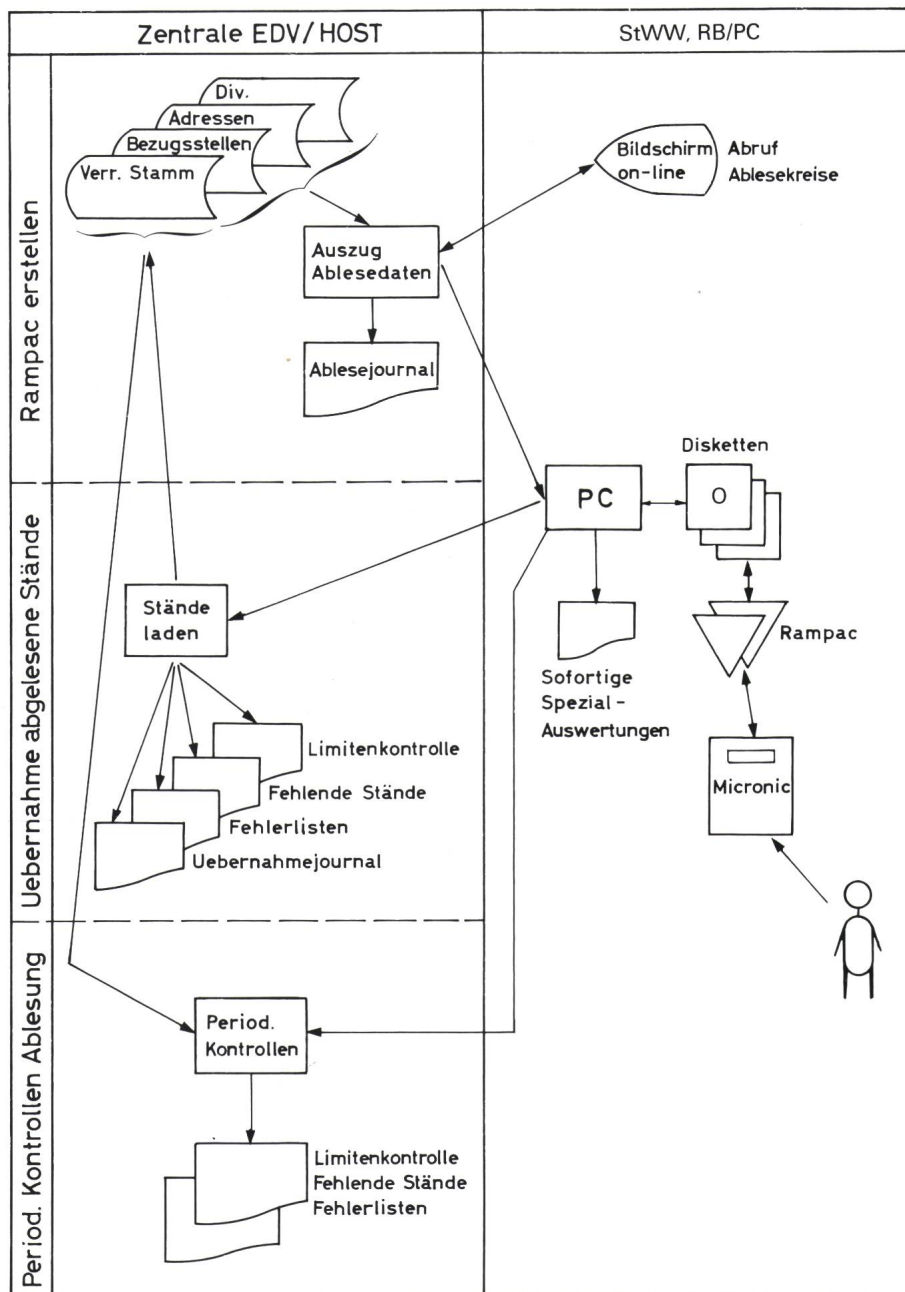 Zentrale EDV/HOST
StWW, RB/PC
Rampac erstellen
Div.
Adressen
Bezugsstellen
Verr. Stamm
Bildschirm
on-line
Abruf
Ablesekreise
Auszug
Ablesedaten
Ablesejournal
Uebernahme abgelesene Stände
Disketten
PC
O
Stände
laden
Rampac
Sofortige
Spezial-
Auswertungen
Micronic
Limitenkontrolle
Fehlende Stände
Fehlerlisten
Uebernahmejournal
Period. Kontrollen Ablesung
Period.
Kontrollen
Limitenkontrolle
Fehlende Stände
Fehlerlisten